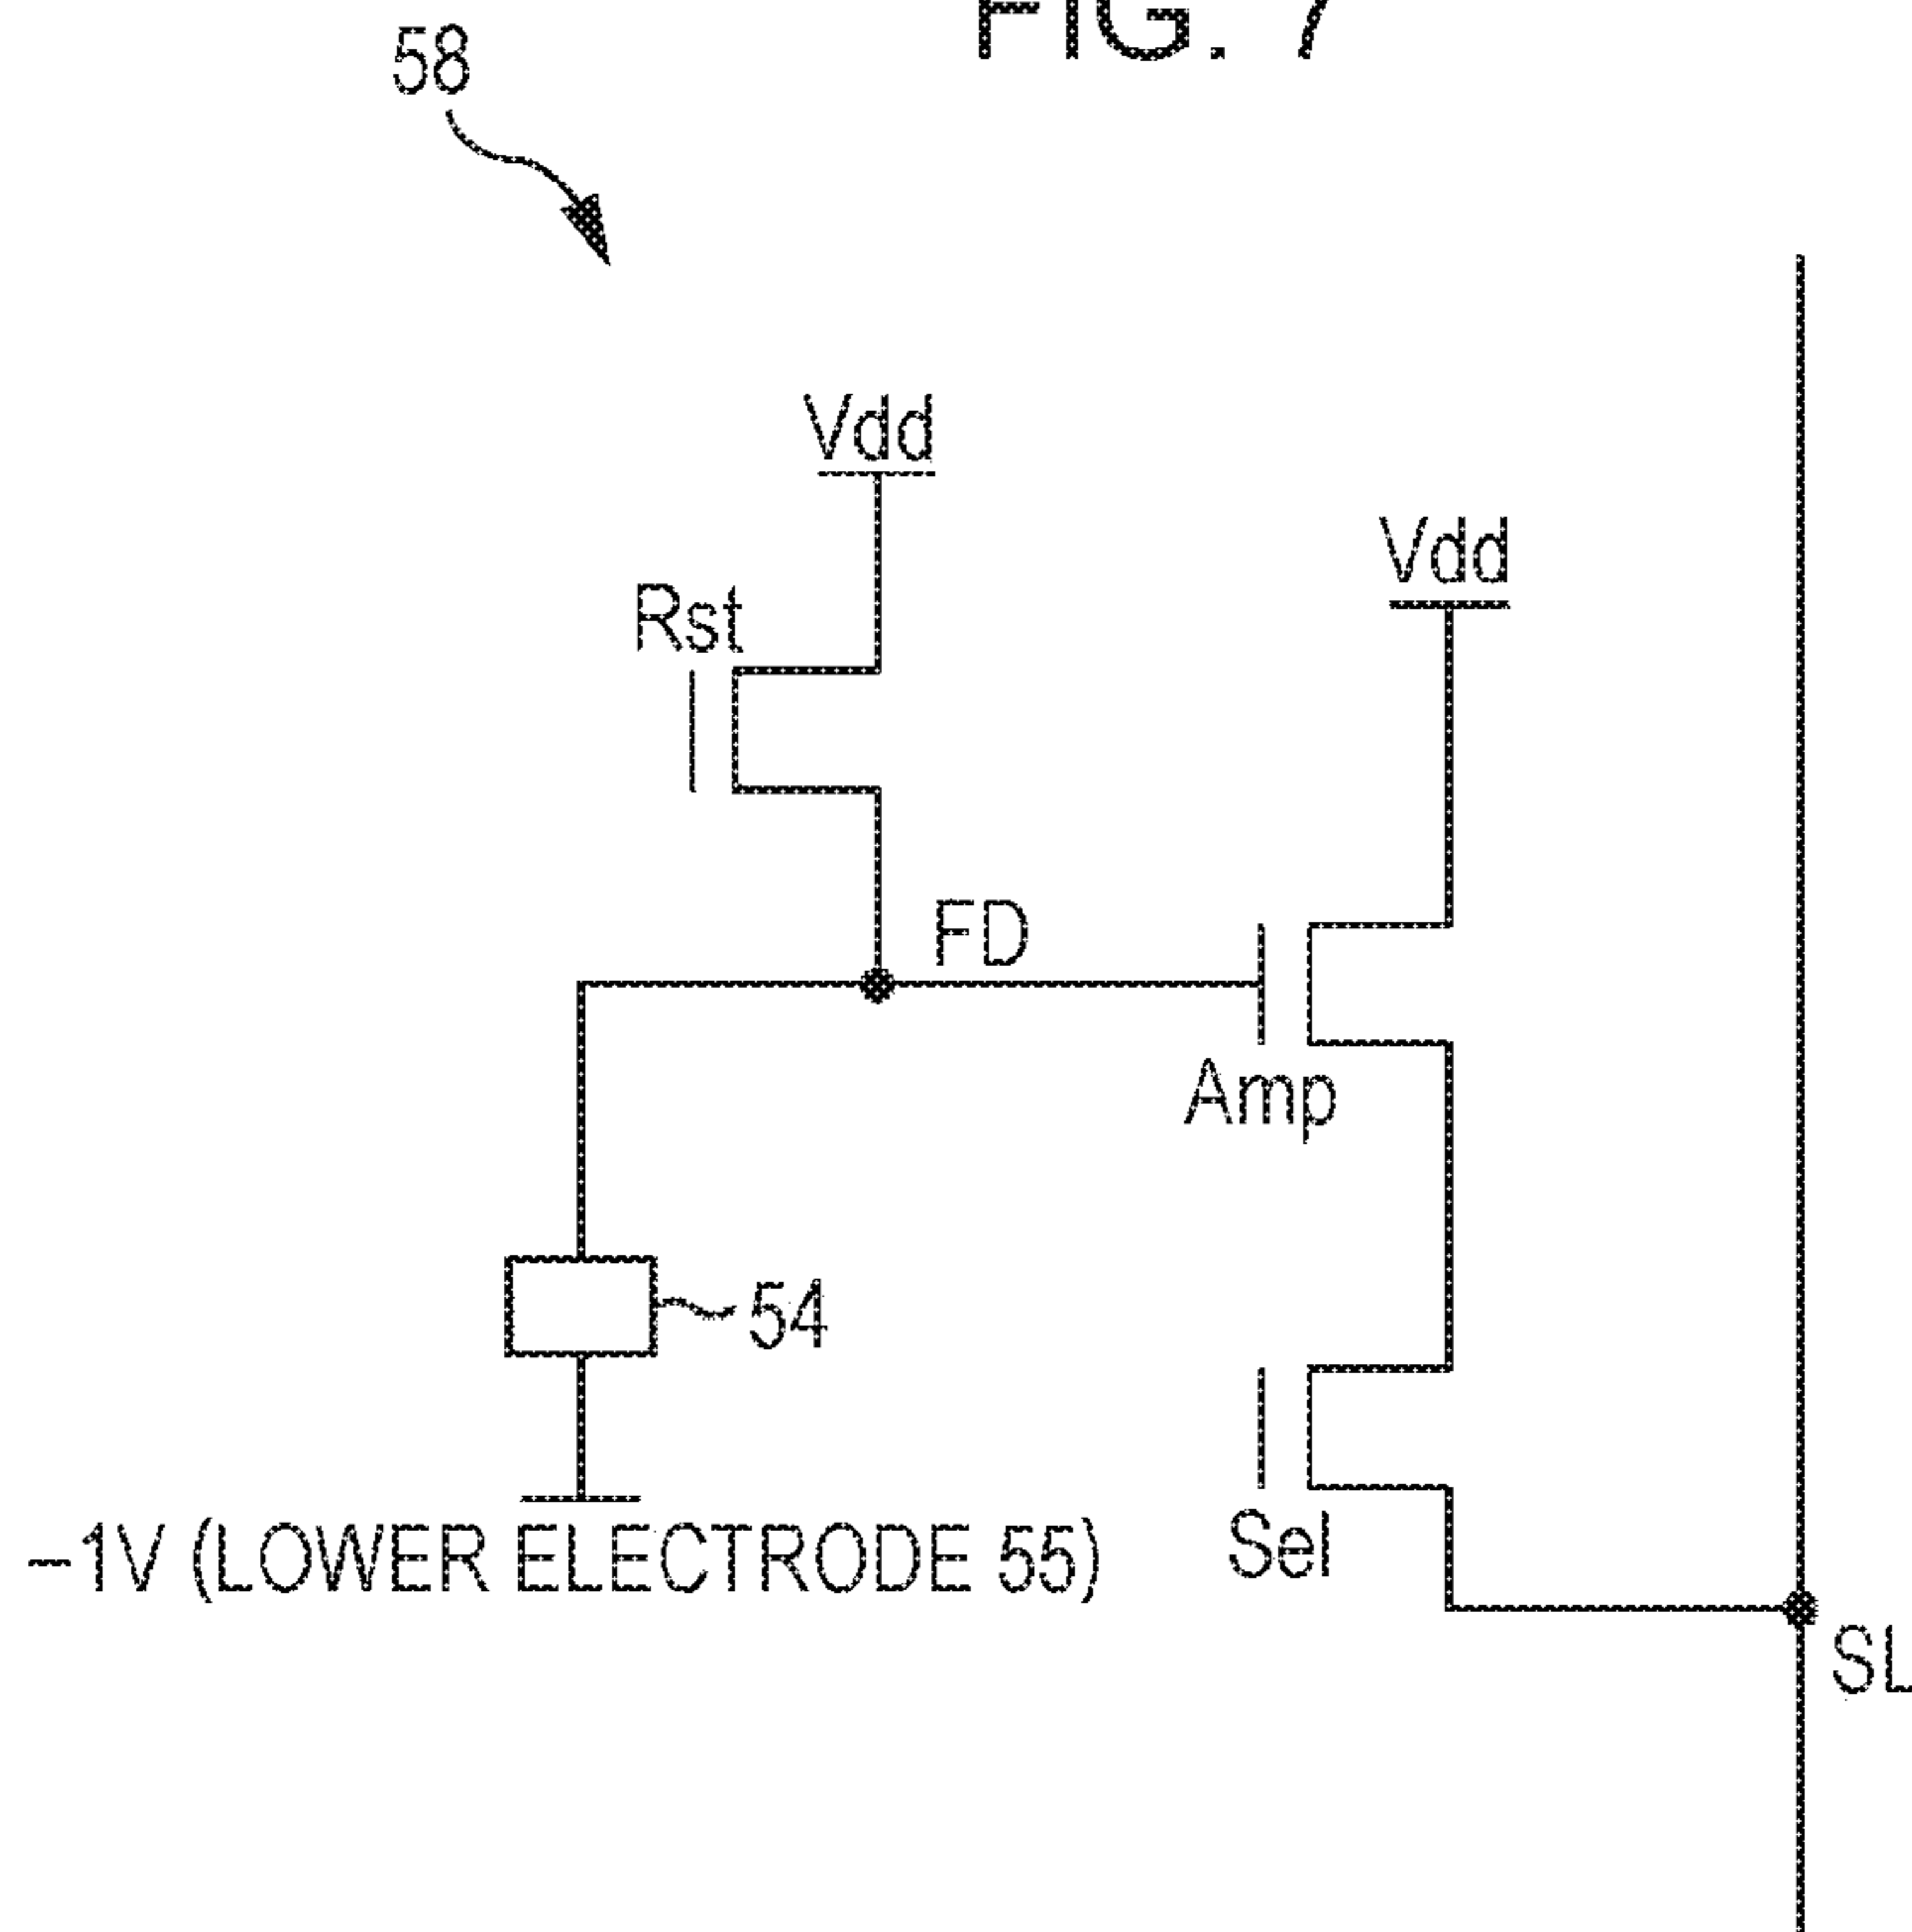 FIG. 7
58
Vdd
Vdd
Rst
FD
Amp
54
–1V (LOWER ELECTRODE 55)
Sel
SL